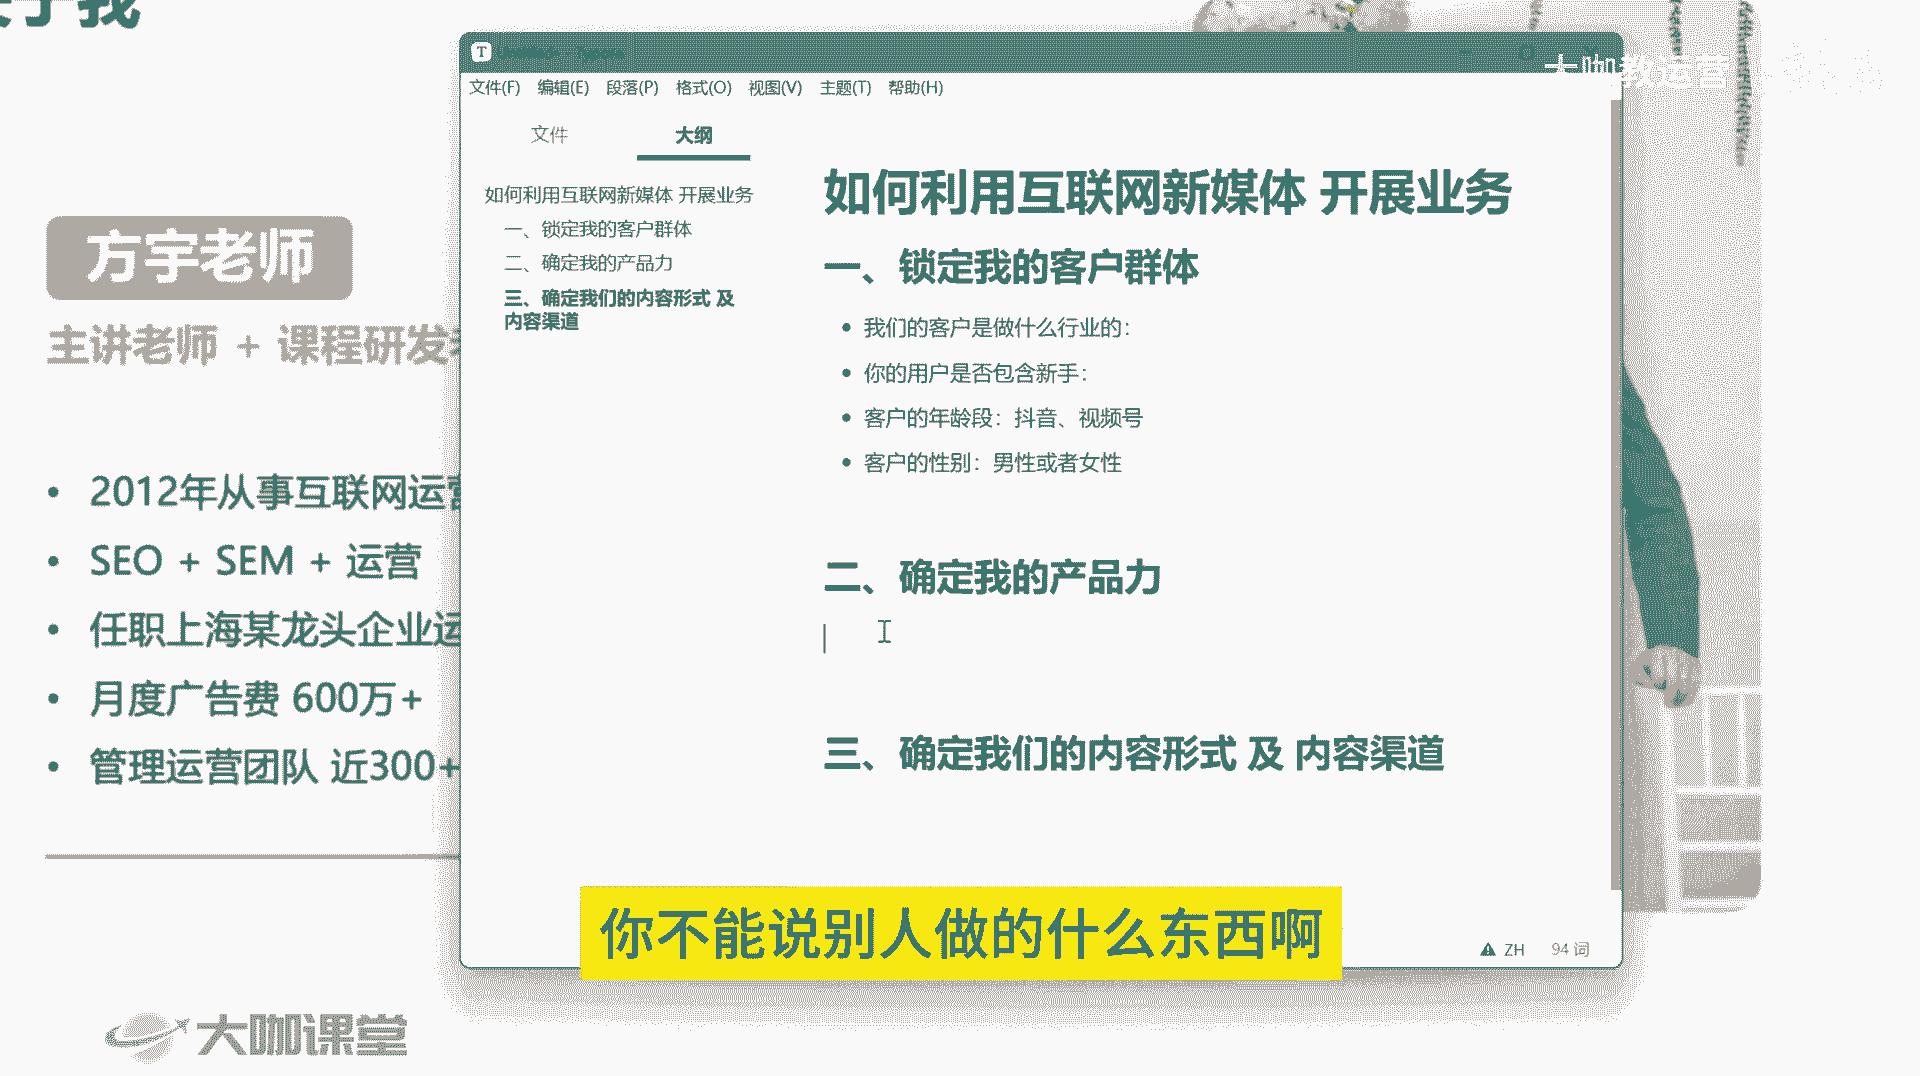 方宇老师
主讲老师 + 课程研发
2012年从事互联网运营
SEO + SEM + 运营
任职上海某龙头企业运
月度广告费 600万+
管理运营团队 近300+
大咖课堂
T
大咖教运营
文件(F) 编辑(E) 段落(P) 格式(O) 视图(V) 主题(T) 帮助(H)
文件 大纲
如何利用互联网新媒体 开展业务
一、锁定我的客户群体
二、确定我的产品力
三、确定我们的内容形式 及
内容渠道
如何利用互联网新媒体 开展业务
一、锁定我的客户群体
我们的客户是做什么行业的：
你的用户是否包含新手：
客户的年龄段：抖音、视频号
客户的性别：男性或者女性
二、确定我的产品力
三、确定我们的内容形式 及 内容渠道
ZH 94 词
你不能说别人做的什么东西啊